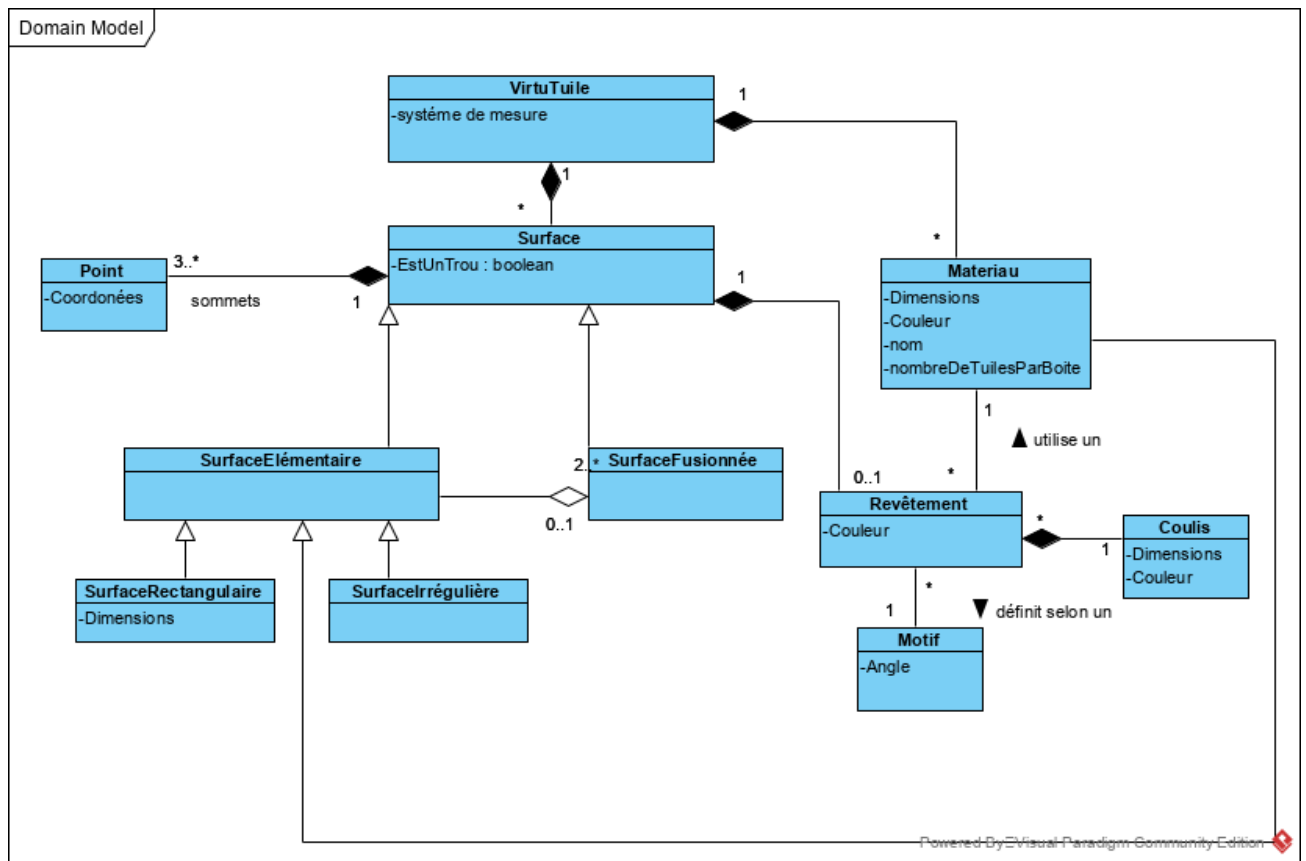 Domain Model
VirtuTuile
-systéme de mesure
1
1
*
*
Surface
-EstUnTrou : boolean
Point
-Coordonées
3..*
sommets
1
1
Materiau
-Dimensions
-Couleur
-nom
-nombreDeTuilesParBoite
1
utilise un
*
0..1
SurfaceElémentaire
2..*
SurfaceFusionnée
0..1
Revêtement
-Couleur
*
1
Coulis
-Dimensions
-Couleur
SurfaceRectangulaire
-Dimensions
SurfaceIrrégulière
*
1
définit selon un
Motif
-Angle
Powered By Visual Paradigm Community Edition